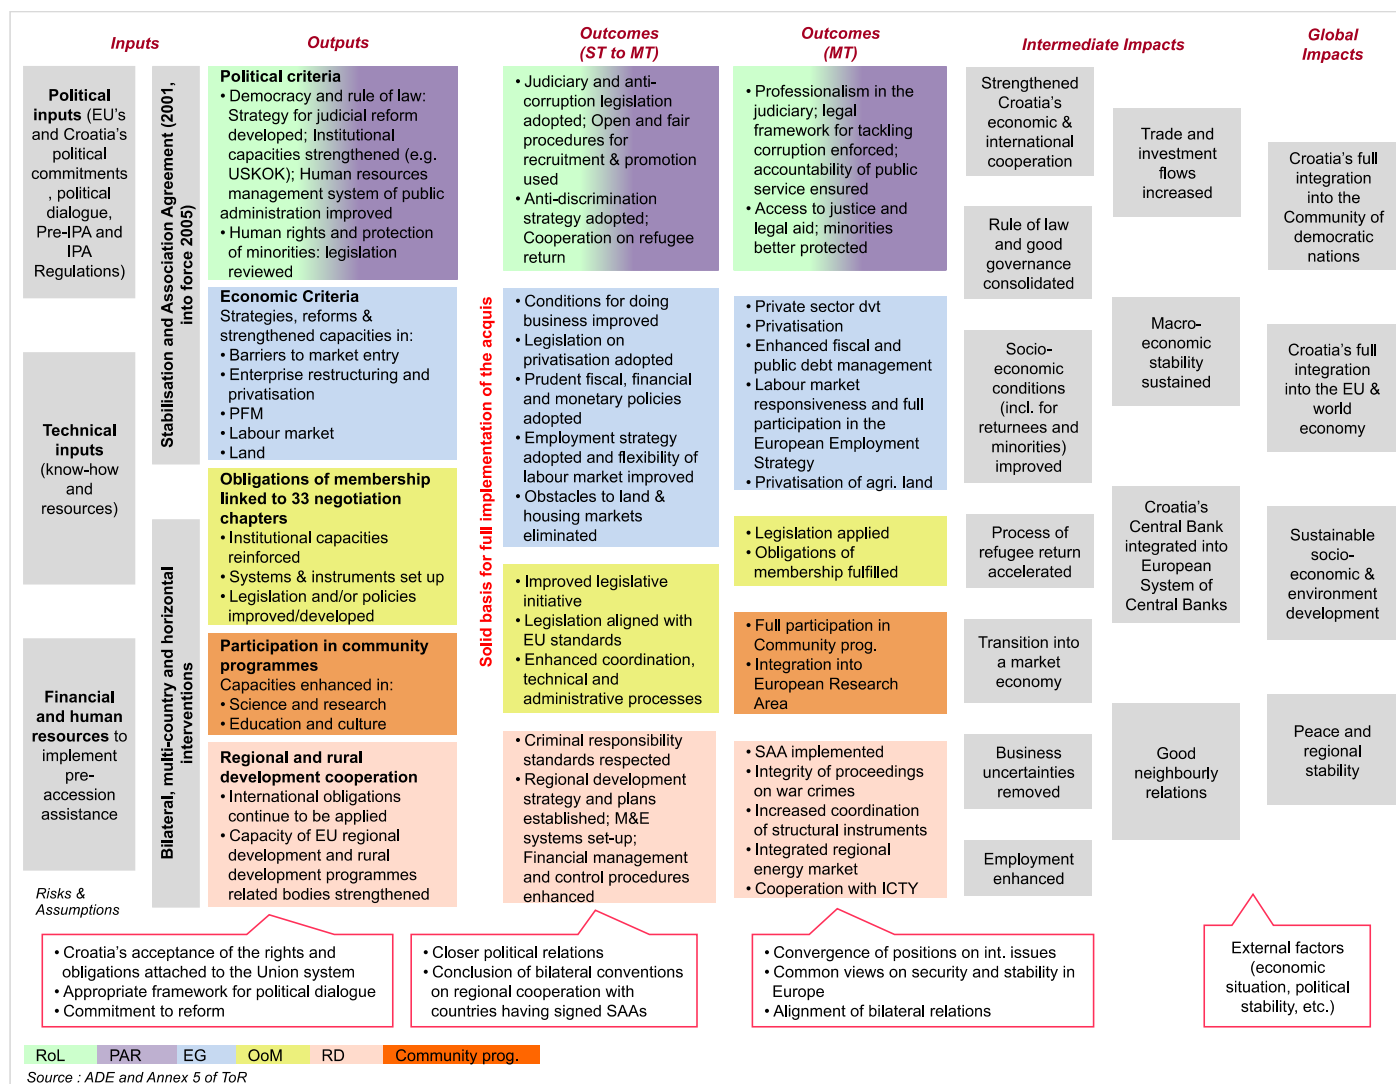 Inputs
Outputs
Outcomes
(ST to MT)
Outcomes
(MT)
Intermediate Impacts
Global
Impacts
Political
inputs (EU's
and Croatia's
political
commitments
, political
dialogue,
Pre-IPA and
IPA
Regulations)
Technical
inputs
(know-how
and
resources)
Financial
and human
resources to
implement
pre-
accession
assistance
Stabilisation and Association Agreement (2001,
into force 2005)
Bilateral, multi-country and horizontal
interventions
Political criteria
• Democracy and rule of law:
Strategy for judicial reform
developed; Institutional
capacities strengthened (e.g.
USKOK); Human resources
management system of public
administration improved
• Human rights and protection
of minorities: legislation
reviewed
Economic Criteria
Strategies, reforms &
strengthened capacities in:
• Barriers to market entry
• Enterprise restructuring and
privatisation
• PFM
• Labour market
• Land
Obligations of membership
linked to 33 negotiation
chapters
• Institutional capacities
reinforced
• Systems & instruments set up
• Legislation and/or policies
improved/developed
Participation in community
programmes
Capacities enhanced in:
• Science and research
• Education and culture
Regional and rural
development cooperation
• International obligations
continue to be applied
• Capacity of EU regional
development and rural
development programmes
related bodies strengthened
Solid basis for full implementation of the acquis
• Judiciary and anti-
corruption legislation
adopted; Open and fair
procedures for
recruitment & promotion
used
• Anti-discrimination
strategy adopted;
Cooperation on refugee
return
• Conditions for doing
business improved
• Legislation on
privatisation adopted
• Prudent fiscal, financial
and monetary policies
adopted
• Employment strategy
adopted and flexibility of
labour market improved
• Obstacles to land &
housing markets
eliminated
• Improved legislative
initiative
• Legislation aligned with
EU standards
• Enhanced coordination,
technical and
administrative processes
• Criminal responsibility
standards respected
• Regional development
strategy and plans
established; M&E
systems set-up;
Financial management
and control procedures
enhanced
• Professionalism in the
judiciary; legal
framework for tackling
corruption enforced;
accountability of public
service ensured
• Access to justice and
legal aid; minorities
better protected
• Private sector dvt
• Privatisation
• Enhanced fiscal and
public debt management
• Labour market
responsiveness and full
participation in the
European Employment
Strategy
• Privatisation of agri. land
• Legislation applied
• Obligations of
membership fulfilled
• Full participation in
Community prog.
• Integration into
European Research
Area
• SAA implemented
• Integrity of proceedings
on war crimes
• Increased coordination
of structural instruments
• Integrated regional
energy market
• Cooperation with ICTY
Strengthened
Croatia's
economic &
international
cooperation
Rule of law
and good
governance
consolidated
Socio-
economic
conditions
(incl. for
returnees and
minorities)
improved
Process of
refugee return
accelerated
Transition into
a market
economy
Business
uncertainties
removed
Employment
enhanced
Trade and
investment
flows
increased
Macro-
economic
stability
sustained
Croatia's
Central Bank
integrated into
European
System of
Central Banks
Good
neighbourly
relations
Croatia's full
integration
into the
Community of
democratic
nations
Croatia's full
integration
into the EU &
world
economy
Sustainable
socio-
economic &
environment
development
Peace and
regional
stability
Risks &
Assumptions
• Croatia's acceptance of the rights and
obligations attached to the Union system
• Appropriate framework for political dialogue
• Commitment to reform
• Closer political relations
• Conclusion of bilateral conventions
on regional cooperation with
countries having signed SAAs
• Convergence of positions on int. issues
• Common views on security and stability in
Europe
• Alignment of bilateral relations
External factors
(economic
situation, political
stability, etc.)
RoL PAR EG OoM RD Community prog.
Source : ADE and Annex 5 of ToR